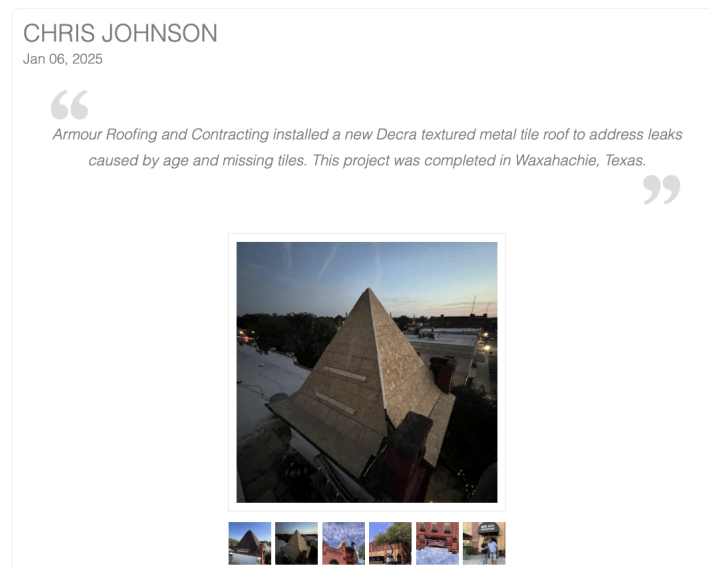 CHRIS JOHNSON
Jan 06, 2025
“
Armour Roofing and Contracting installed a new Decra textured metal tile roof to address leaks
caused by age and missing tiles. This project was completed in Waxahachie, Texas.
”